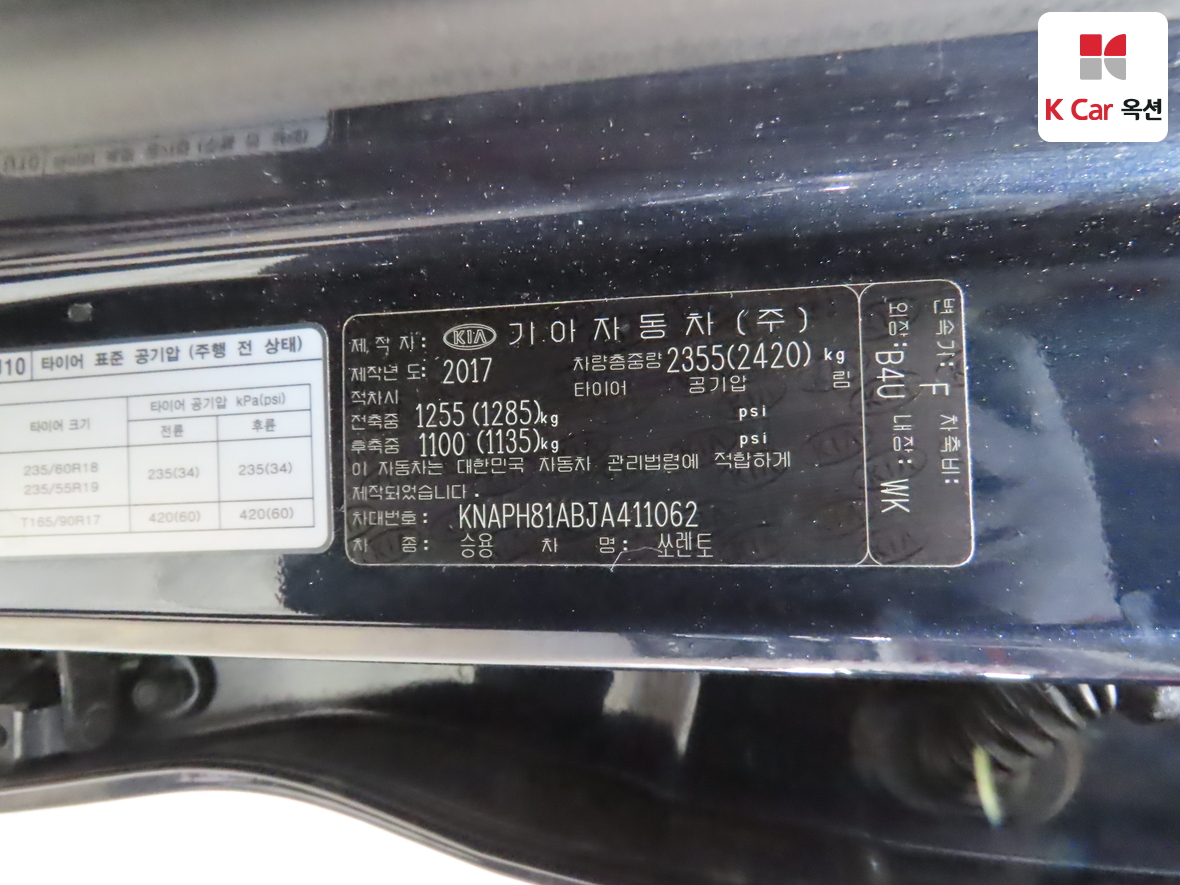 K Car 옥션
타이어 표준 공기압 (주행 전 상태)
타이어 크기
타이어 공기압 kPa(psi)
전륜 후륜
235/60R18
235/55R19
235(34) 235(34)
T165/90R17 420(60) 420(60)
제 작 자: KIA 기아자동차(주)
제작년 도: 2017 차량총중량 2355(2420) kg
적차시 타이어 공기압 림
전축중 1255 (1285)kg psi
후축중 1100 (1135)kg psi
이 자동차는 대한민국 자동차 관리법령에 적합하게
제작되었습니다.
차대번호: KNAPH81ABJA411062
차 종: 승용 차 명: 쏘렌토
변속기: F 차축비:
외장: B4U 내장: WK